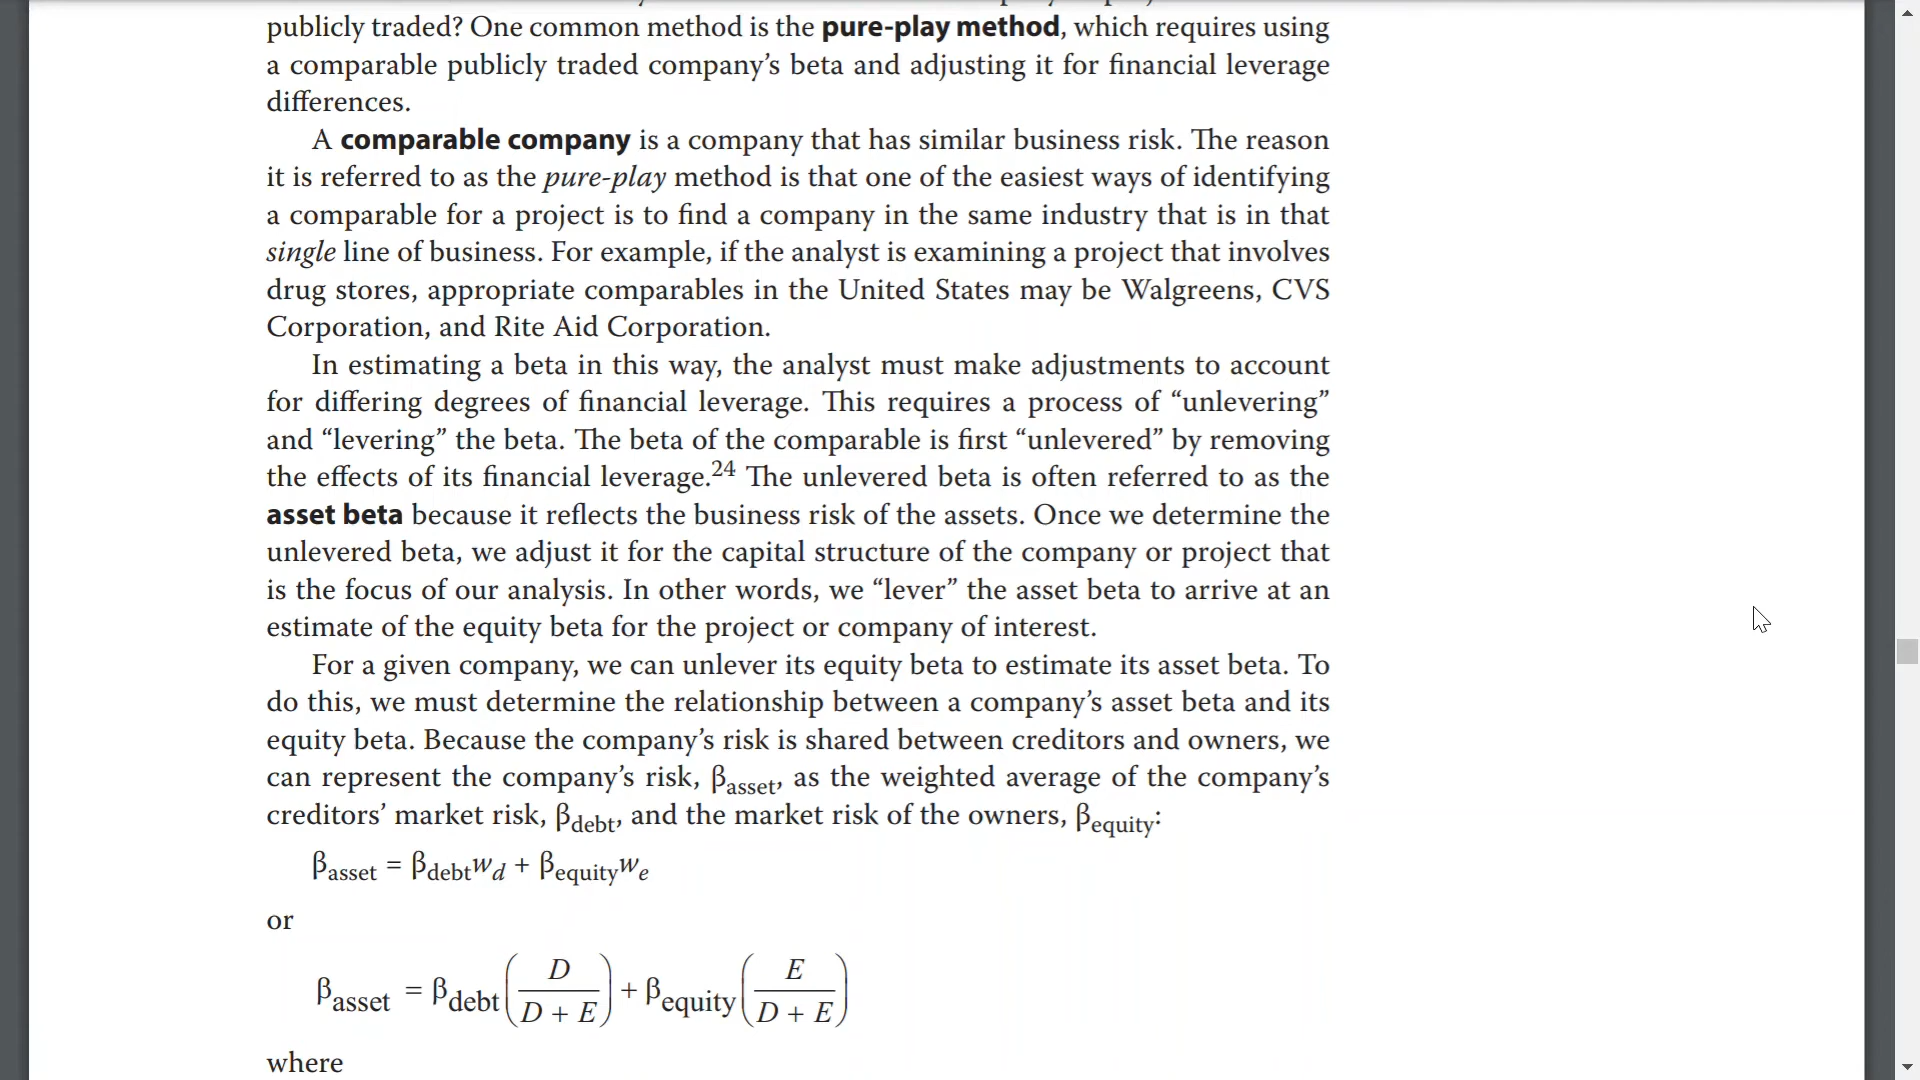 publicly traded? One common method is the pure-play method, which requires using
a comparable publicly traded company’s beta and adjusting it for financial leverage
differences.
A comparable company is a company that has similar business risk. The reason
it is referred to as the pure-play method is that one of the easiest ways of identifying
a comparable for a project is to find a company in the same industry that is in that
single line of business. For example, if the analyst is examining a project that involves
drug stores, appropriate comparables in the United States may be Walgreens, CVS
Corporation, and Rite Aid Corporation.
In estimating a beta in this way, the analyst must make adjustments to account
for differing degrees of financial leverage. This requires a process of “unlevering”
and “levering” the beta. The beta of the comparable is first “unlevered” by removing
the effects of its financial leverage.24 The unlevered beta is often referred to as the
asset beta because it reflects the business risk of the assets. Once we determine the
unlevered beta, we adjust it for the capital structure of the company or project that
is the focus of our analysis. In other words, we “lever” the asset beta to arrive at an
estimate of the equity beta for the project or company of interest.
For a given company, we can unlever its equity beta to estimate its asset beta. To
do this, we must determine the relationship between a company’s asset beta and its
equity beta. Because the company’s risk is shared between creditors and owners, we
can represent the company’s risk, βasset, as the weighted average of the company’s
creditors’ market risk, βdebt, and the market risk of the owners, βequity:
βasset = βdebtwd + βequitywe
or
βasset = βdebt(D / D + E) + βequity(E / D + E)
where